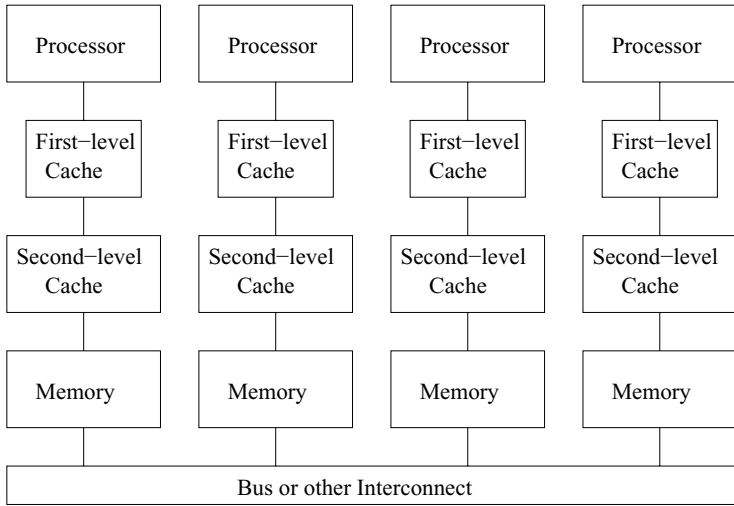 Processor
Processor
Processor
Processor
First−level
Cache
First−level
Cache
First−level
Cache
First−level
Cache
Second−level
Cache
Second−level
Cache
Second−level
Cache
Second−level
Cache
Memory
Memory
Memory
Memory
Bus or other Interconnect